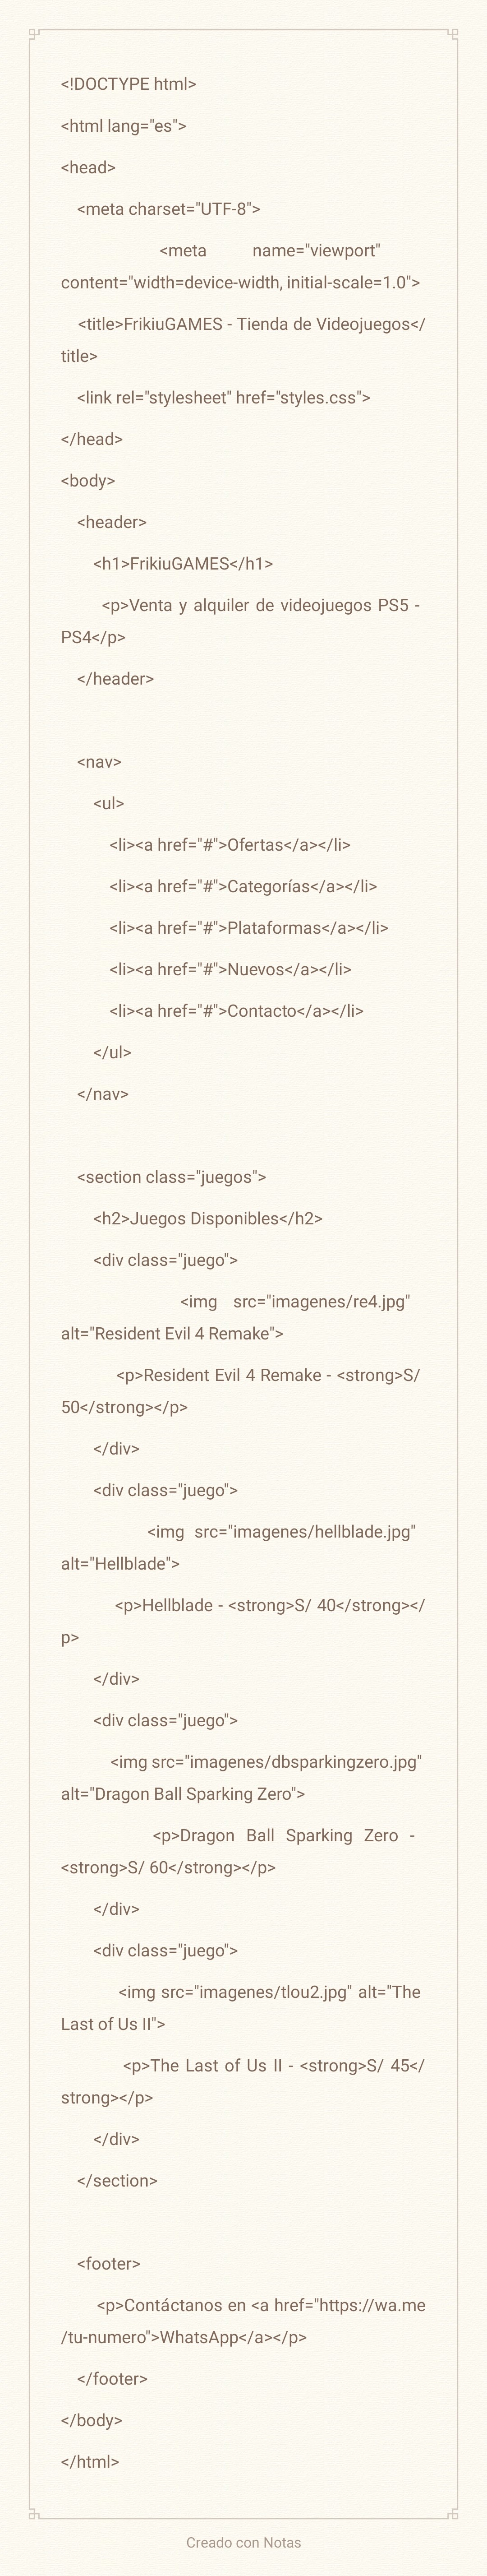 <!DOCTYPE html>
<html lang="es">
<head>
<meta charset="UTF-8">
<meta name="viewport"
content="width=device-width, initial-scale=1.0">
<title>FrikiuGAMES - Tienda de Videojuegos</
title>
<link rel="stylesheet" href="styles.css">
</head>
<body>
<header>
<h1>FrikiuGAMES</h1>
<p>Venta y alquiler de videojuegos PS5 -
PS4</p>
</header>
<nav>
<ul>
<li><a href="#">Ofertas</a></li>
<li><a href="#">Categorías</a></li>
<li><a href="#">Plataformas</a></li>
<li><a href="#">Nuevos</a></li>
<li><a href="#">Contacto</a></li>
</ul>
</nav>
<section class="juegos">
<h2>Juegos Disponibles</h2>
<div class="juego">
<img src="imagenes/re4.jpg"
alt="Resident Evil 4 Remake">
<p>Resident Evil 4 Remake - <strong>S/
50</strong></p>
</div>
<div class="juego">
<img src="imagenes/hellblade.jpg"
alt="Hellblade">
<p>Hellblade - <strong>S/ 40</strong></
p>
</div>
<div class="juego">
<img src="imagenes/dbsparkingzero.jpg"
alt="Dragon Ball Sparking Zero">
<p>Dragon Ball Sparking Zero -
<strong>S/ 60</strong></p>
</div>
<div class="juego">
<img src="imagenes/tlou2.jpg" alt="The
Last of Us II">
<p>The Last of Us II - <strong>S/ 45</
strong></p>
</div>
</section>
<footer>
<p>Contáctanos en <a href="https://wa.me
/tu-numero">WhatsApp</a></p>
</footer>
</body>
</html>
Creado con Notas